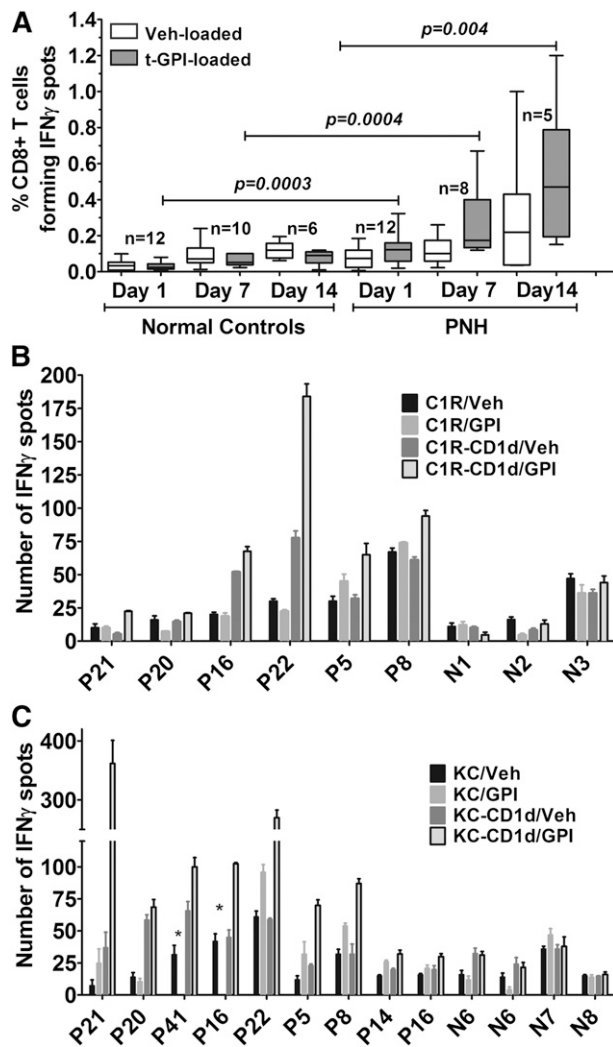 A
Veh-loaded
t-GPI-loaded
% CD8+ T cells
forming IFNγ spots
1.4
1.2
1.0
0.8
0.6
0.4
0.2
0.0
p=0.004
p=0.0004
p=0.0003
n=12
n=10
n=6
n=12
n=8
n=5
Day 1 Day 7 Day 14 Day 1 Day 7 Day14
Normal Controls PNH
B
Number of IFNγ spots
200
175
150
125
100
75
50
25
0
C1R/Veh
C1R/GPI
C1R-CD1d/Veh
C1R-CD1d/GPI
P21 P20 P16 P22 P5 P8 N1 N2 N3
C
Number of IFNγ spots
400
300
100
75
50
25
0
KC/Veh
KC/GPI
KC-CD1d/Veh
KC-CD1d/GPI
* *
P21 P20 P41 P16 P22 P5 P8 P14 P16 N6 N6 N7 N8